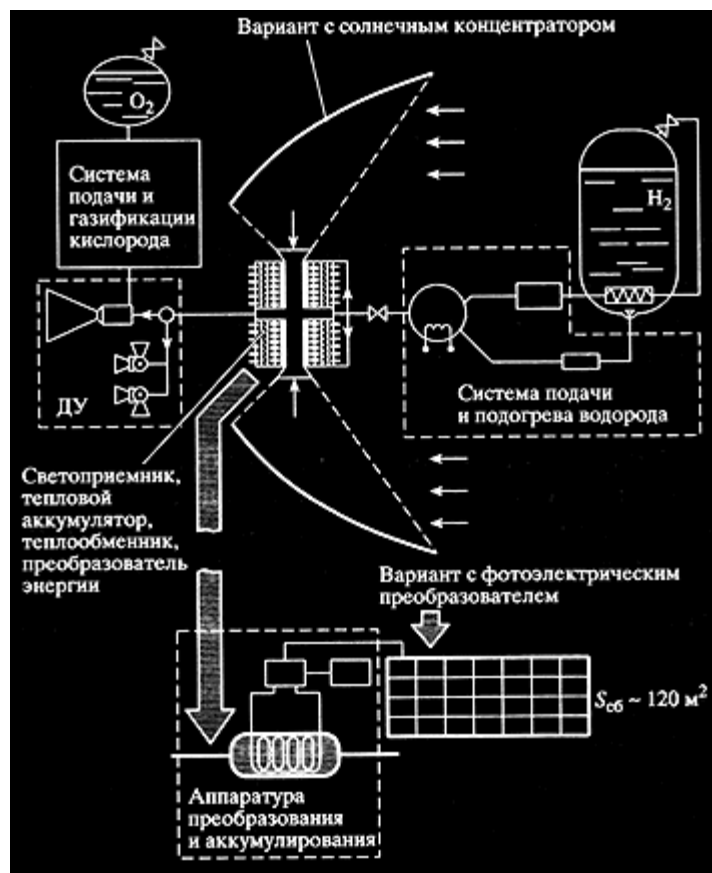 Вариант с солнечным концентратором
O2
Система
подачи и
газификации
кислорода
H2
ДУ
Система подачи
и подогрева водорода
Светоприемник,
тепловой
аккумулятор,
теплообменник,
преобразователь
энергии
Вариант с фотоэлектрическим
преобразователем
Sсб ~ 120 м²
Аппаратура
преобразования
и аккумулирования